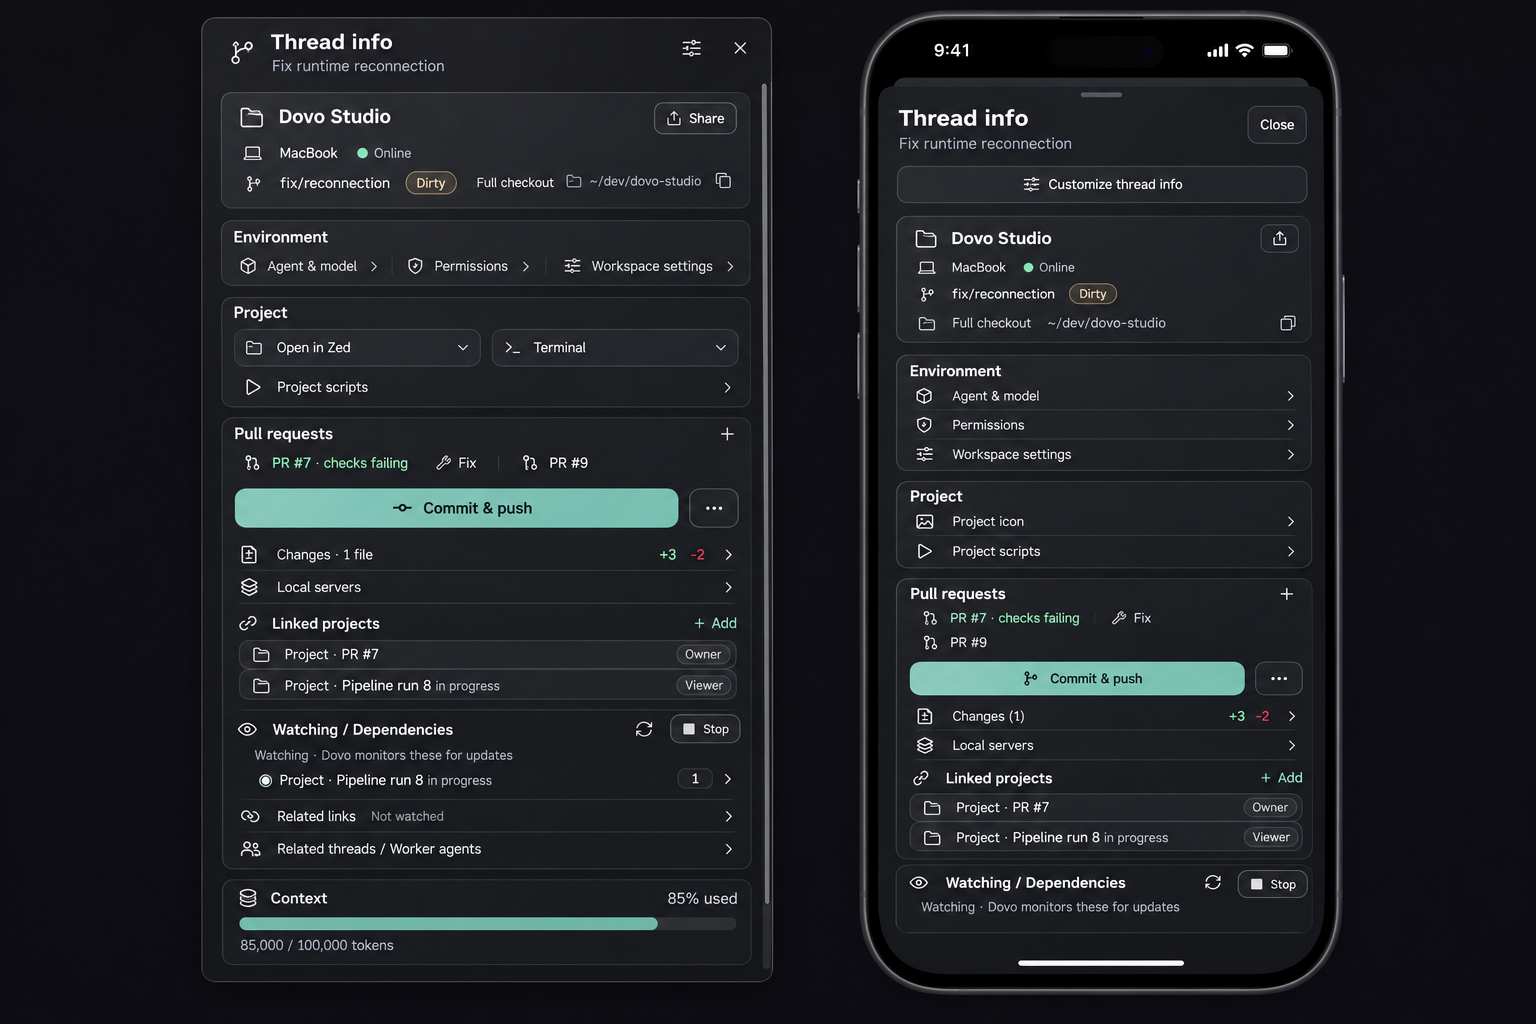 Thread info
Fix runtime reconnection
Dovo Studio
Share
MacBook Online
fix/reconnection Dirty Full checkout ~/dev/dovo-studio
Environment
Agent & model Permissions Workspace settings
Project
Open in Zed >_ Terminal
Project scripts
Pull requests +
PR #7 · checks failing Fix PR #9
Commit & push ···
Changes · 1 file +3 -2
Local servers
Linked projects + Add
Project · PR #7 Owner
Project · Pipeline run 8 in progress Viewer
Watching / Dependencies Stop
Watching · Dovo monitors these for updates
Project · Pipeline run 8 in progress 1
Related links Not watched
Related threads / Worker agents
Context 85% used
85,000 / 100,000 tokens
9:41
Thread info
Close
Fix runtime reconnection
Customize thread info
Dovo Studio
MacBook Online
fix/reconnection Dirty
Full checkout ~/dev/dovo-studio
Environment
Agent & model
Permissions
Workspace settings
Project
Project icon
Project scripts
Pull requests +
PR #7 · checks failing Fix
PR #9
Commit & push ···
Changes (1) +3 -2
Local servers
Linked projects + Add
Project · PR #7 Owner
Project · Pipeline run 8 in progress Viewer
Watching / Dependencies Stop
Watching · Dovo monitors these for updates